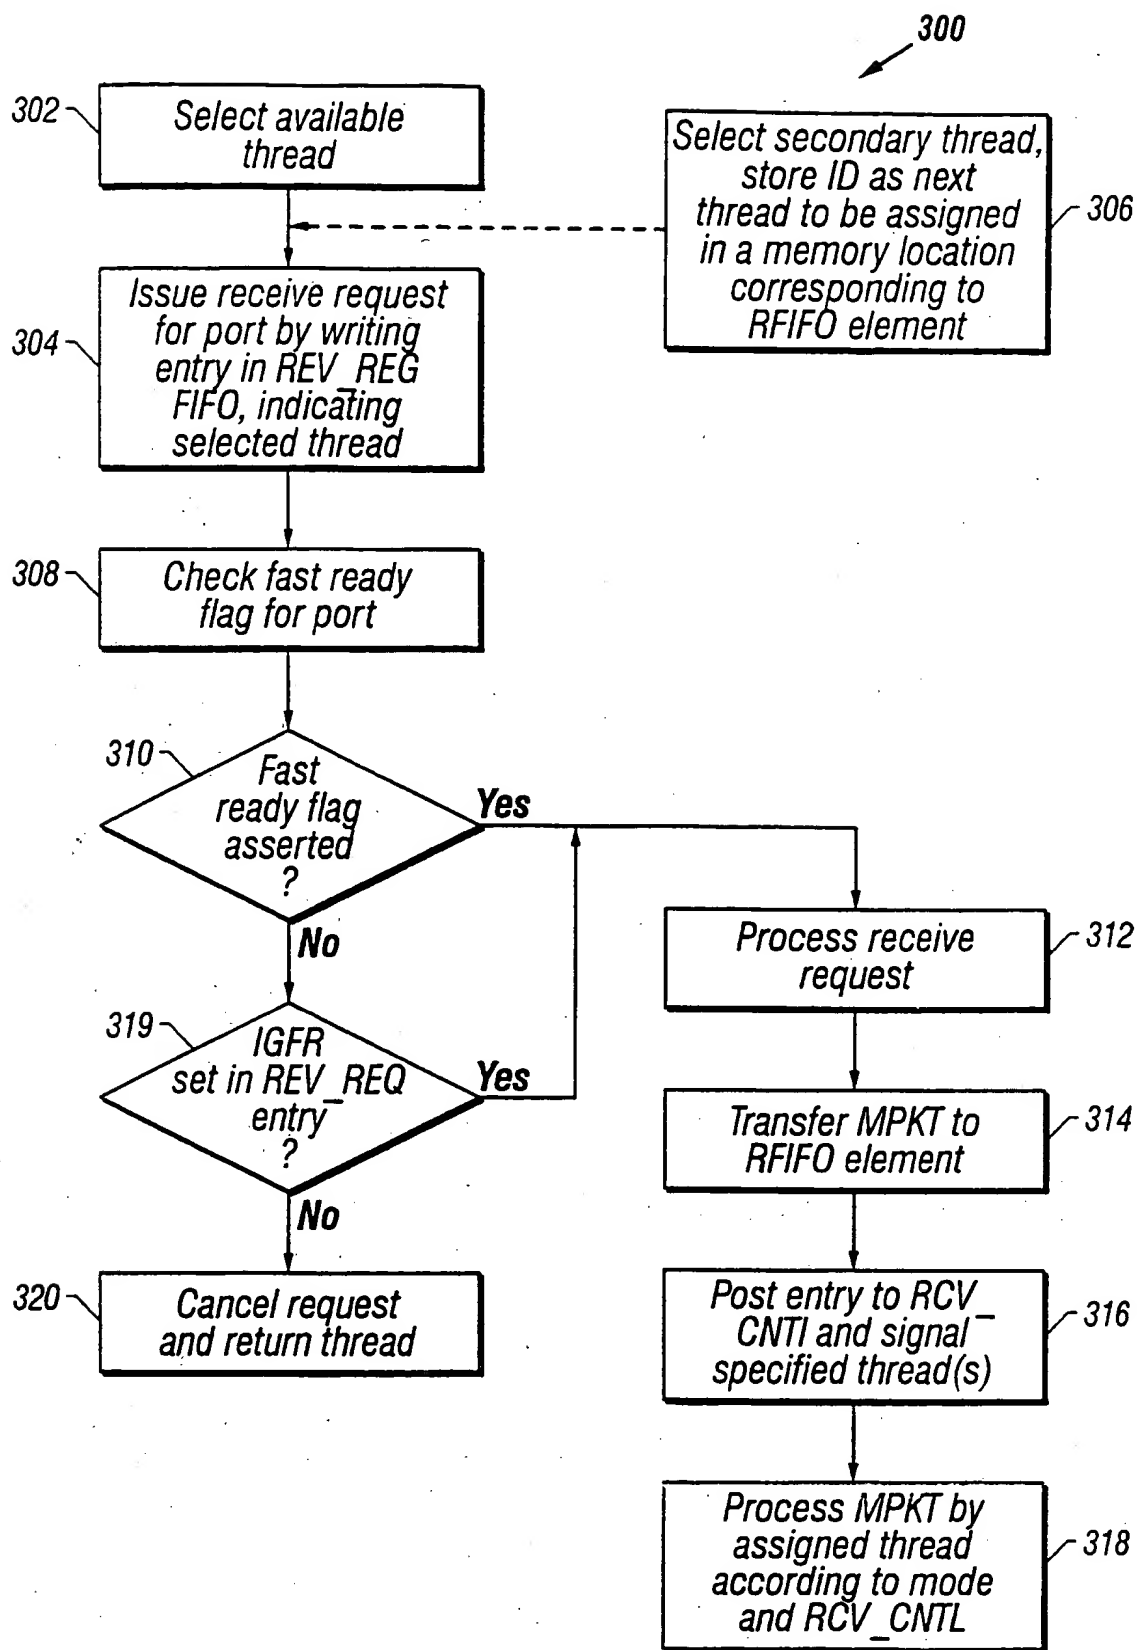 300
302
Select available
thread
Select secondary thread,
store ID as next
thread to be assigned
in a memory location
corresponding to
RFIFO element
306
304
Issue receive request
for port by writing
entry in REV_REG
FIFO, indicating
selected thread
308
Check fast ready
flag for port
310
Fast
ready flag
asserted
?
Yes
No
312
Process receive
request
319
IGFR
set in REV_REQ
entry
?
Yes
No
314
Transfer MPKT to
RFIFO element
320
Cancel request
and return thread
316
Post entry to RCV_
CNTI and signal
specified thread(s)
318
Process MPKT by
assigned thread
according to mode
and RCV_CNTL